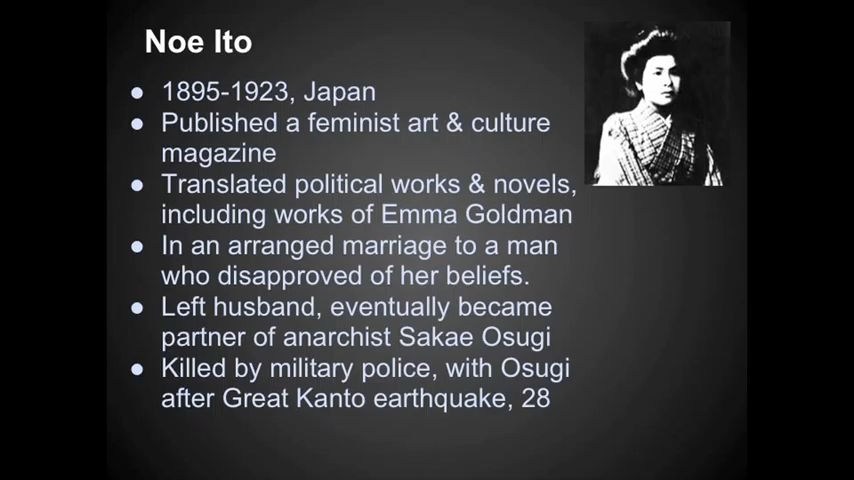 Noe Ito
● 1895-1923, Japan
● Published a feminist art & culture
magazine
● Translated political works & novels,
including works of Emma Goldman
● In an arranged marriage to a man
who disapproved of her beliefs.
● Left husband, eventually became
partner of anarchist Sakae Osugi
● Killed by military police, with Osugi
after Great Kanto earthquake, 28